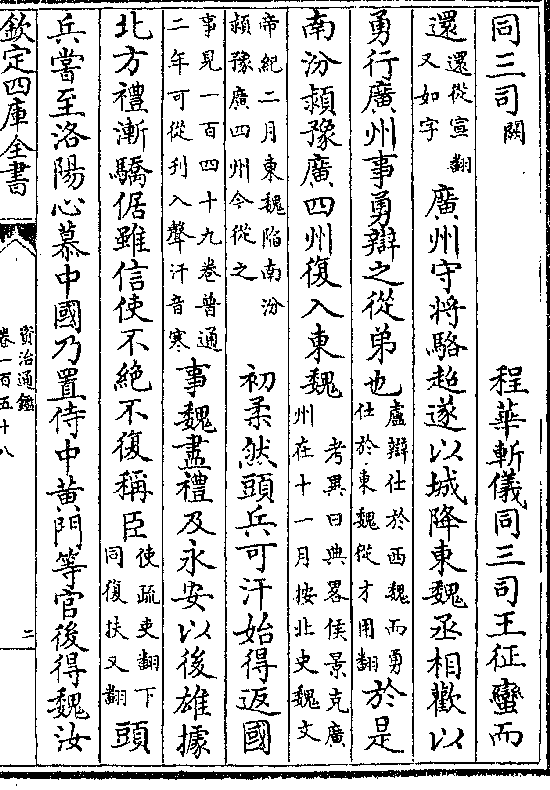 同三司闕程華斬儀同三司王征蠻而
還還從宣翻又如字廣州守將駱超遂以城降東魏丞相歡以
勇行廣州事勇辯之從弟也盧辯仕於西魏而勇仕於東魏從才用翻於是
南汾潁豫廣四州復入東魏考異曰典畧侯景克廣州在十一月按北史魏文
帝紀二月東魏陷南汾潁豫廣四州今從之初柔然頭兵可汗始得返國
事見一百四十九卷普通二年可從刋入聲汗音寒事魏盡禮及永安以後雄據
北方禮漸驕倨雖信使不絶不復稱臣使疏吏翻下同復扶又翻頭
兵嘗至洛陽心慕中國乃置侍中黄門等官後得魏汝
欽定四庫全書
資治通鑑
卷一百五十八
二